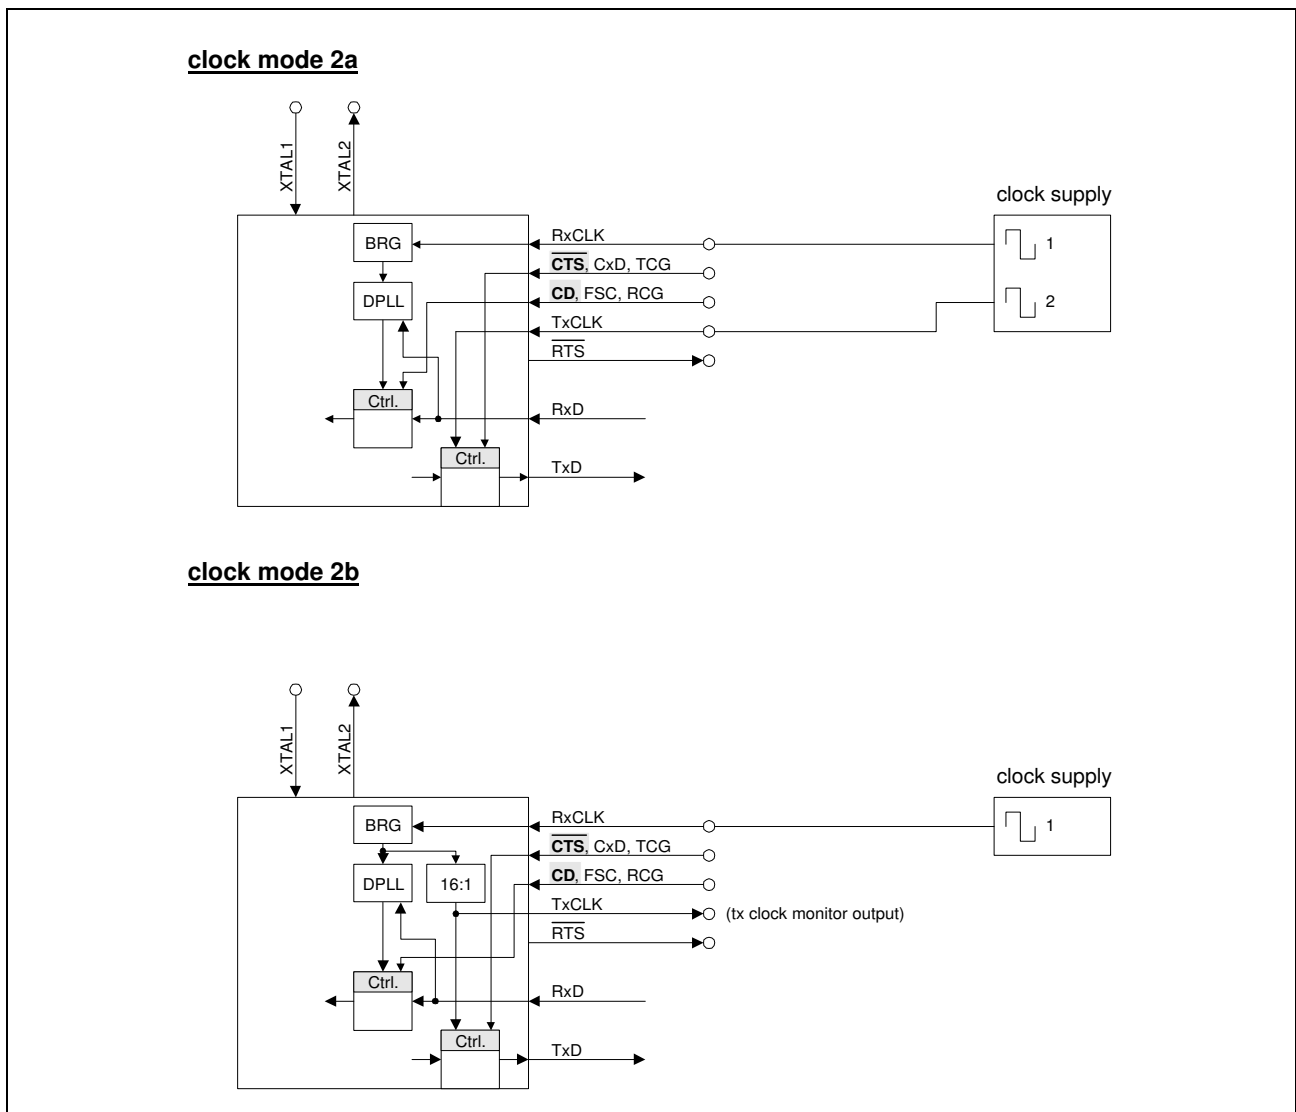 clock mode 2a
XTAL1
XTAL2
clock supply
BRG
RxCLK
1
CTS, CxD, TCG
DPLL
CD, FSC, RCG
2
TxCLK
RTS
Ctrl.
RxD
Ctrl.
TxD
clock mode 2b
XTAL1
XTAL2
clock supply
BRG
RxCLK
1
CTS, CxD, TCG
DPLL
16:1
CD, FSC, RCG
TxCLK
(tx clock monitor output)
RTS
Ctrl.
RxD
Ctrl.
TxD